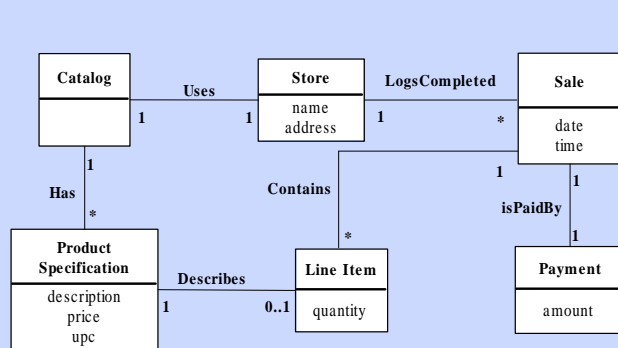 Catalog
Uses
1
1
Store
name
address
LogsCompleted
1
*
Sale
date
time
1
Has
*
Contains
1
*
isPaidBy
1
1
Product
Specification
description
price
upc
Describes
1
0..1
Line Item
quantity
Payment
amount